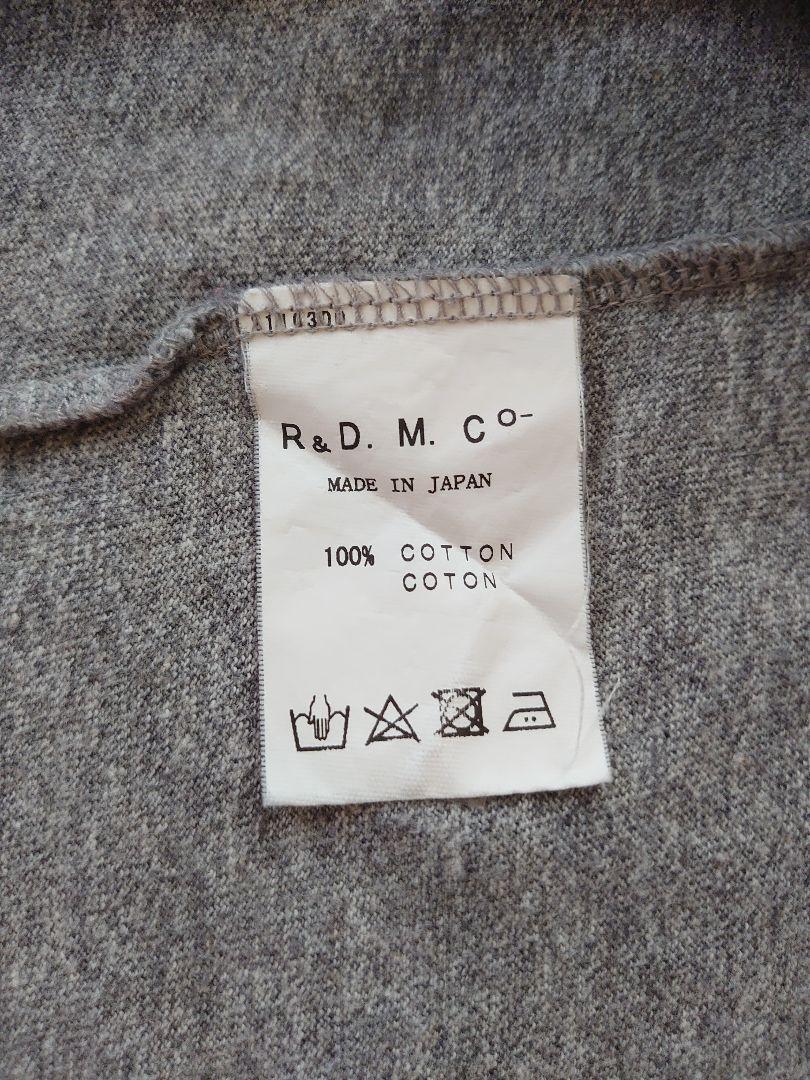 R&D. M. Co-
MADE IN JAPAN
100% COTTON
COTON